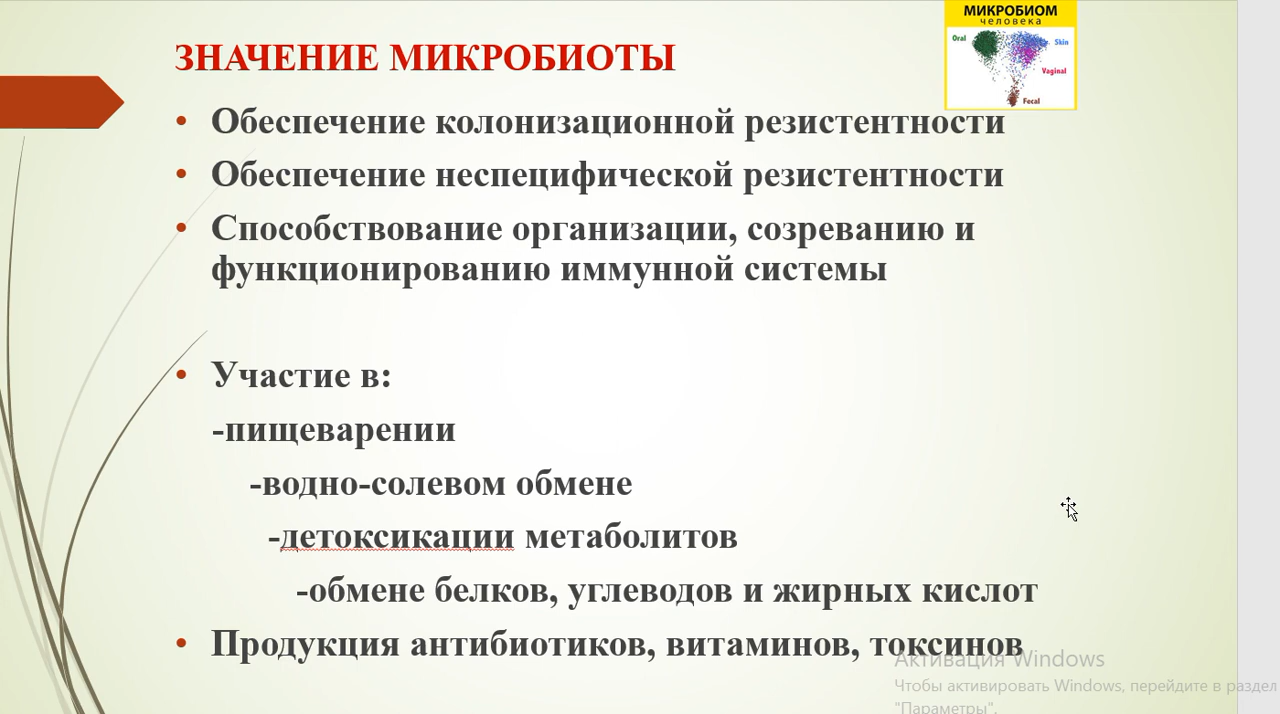 МИКРОБИОМ
человека
Oral
Skin
Vaginal
Fecal
ЗНАЧЕНИЕ МИКРОБИОТЫ
• Обеспечение колонизационной резистентности
• Обеспечение неспецифической резистентности
• Способствование организации, созреванию и
функционированию иммунной системы
• Участие в:
-пищеварении
-водно-солевом обмене
-детоксикации метаболитов
-обмене белков, углеводов и жирных кислот
• Продукция антибиотиков, витаминов, токсинов
Активация Windows
Чтобы активировать Windows, перейдите в раздел
"Параметры".